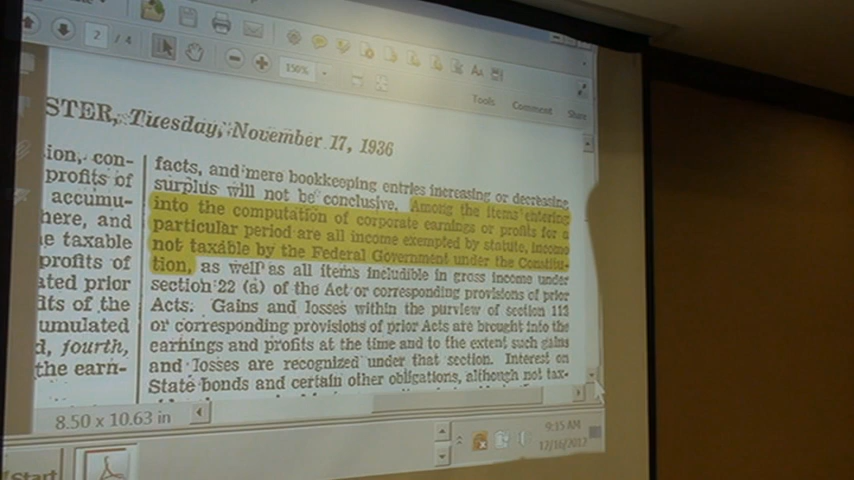 2 / 4
150%
Tools Comment Share
STER, Tuesday, November 17, 1936
ion, con-
profits of
accumu-
here, and
e taxable
profits of
ated prior
its of the
umulated
d, fourth,
the earn-
facts, and mere bookkeeping entries increasing or decreasing
surplus will not be conclusive. Among the items entering
into the computation of corporate earnings or profits for a
particular period are all income exempted by statute, income
not taxable by the Federal Government under the Constitu-
tion, as well as all items includible in gross income under
section 22 (a) of the Act or corresponding provisions of prior
Acts. Gains and losses within the purview of section 112
or corresponding provisions of prior Acts are brought into the
earnings and profits at the time and to the extent such gains
and losses are recognized under that section. Interest on
State bonds and certain other obligations, although not tax-
8.50 x 10.63 in
9:15 AM
12/16/2012
Start